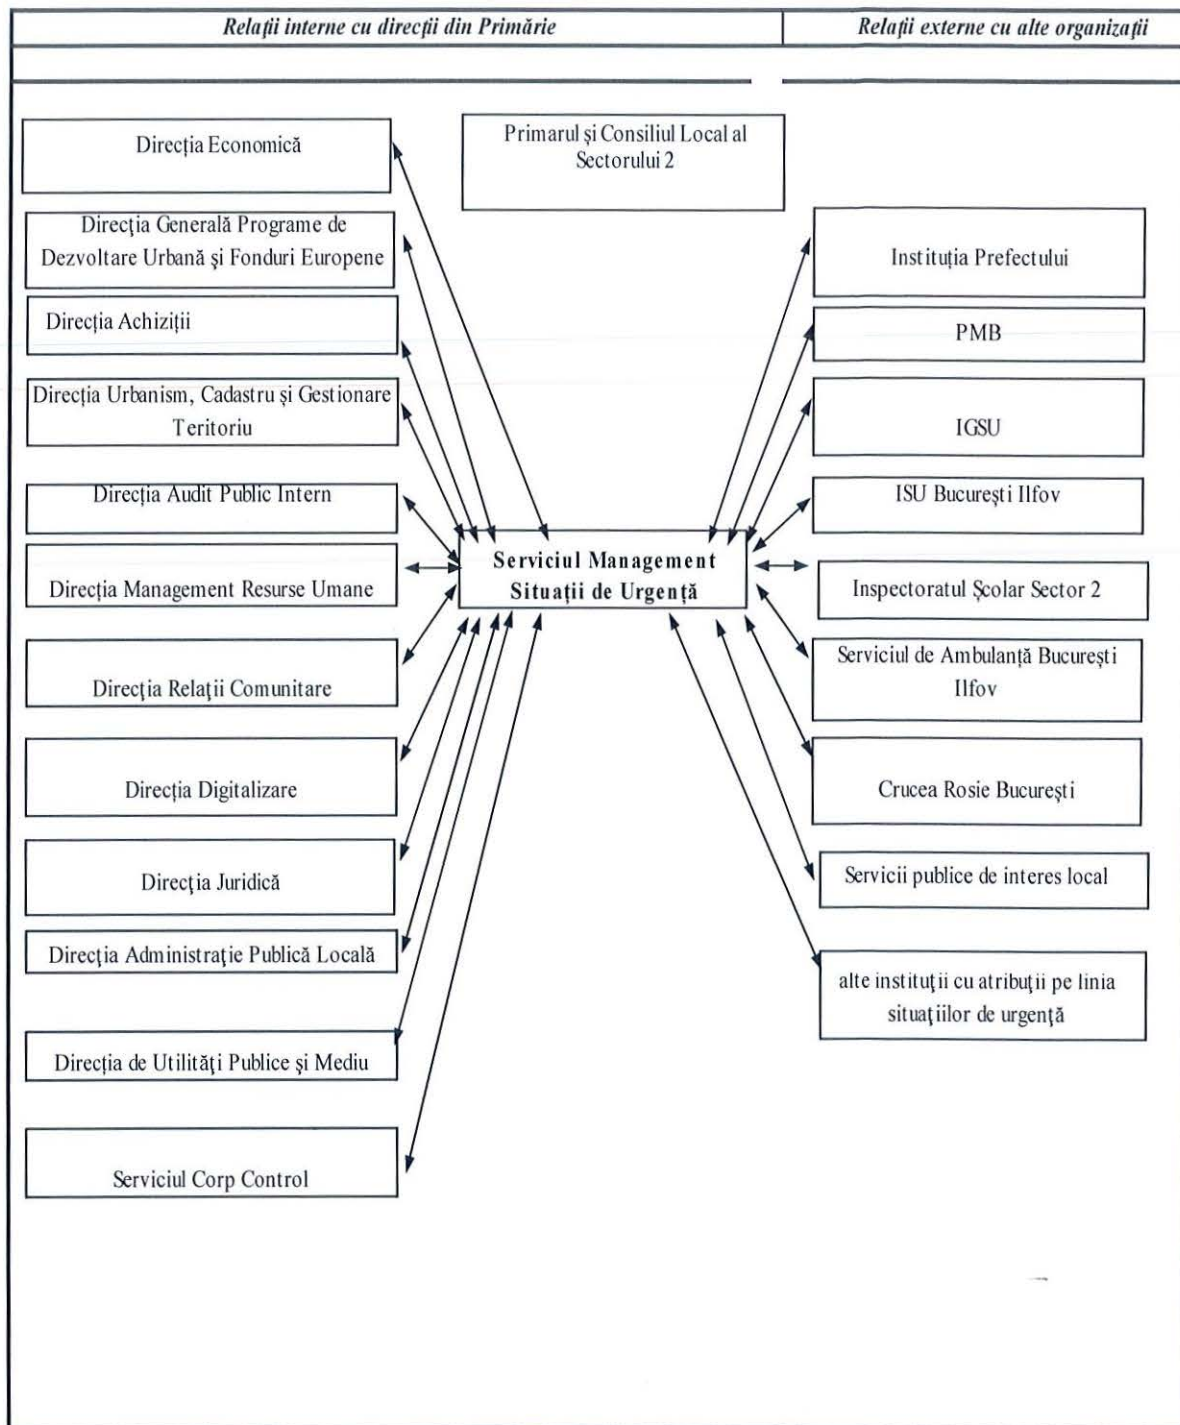 Relații interne cu direcții din Primărie
Relații externe cu alte organizații
Direcția Economică
Primarul și Consiliul Local al
Sectorului 2
Direcția Generală Programe de
Dezvoltare Urbană și Fonduri Europene
Instituția Prefectului
Direcția Achiziții
PMB
Direcția Urbanism, Cadastru și Gestionare
Teritoriu
IGSU
Direcția Audit Public Intern
ISU București Ilfov
Serviciul Management
Situații de Urgență
Direcția Management Resurse Umane
Inspectoratul Școlar Sector 2
Direcția Relații Comunitare
Serviciul de Ambulanță București
Ilfov
Direcția Digitalizare
Crucea Rosie București
Direcția Juridică
Servicii publice de interes local
Direcția Administrație Publică Locală
alte instituții cu atribuții pe linia
situațiilor de urgență
Direcția de Utilități Publice și Mediu
Serviciul Corp Control